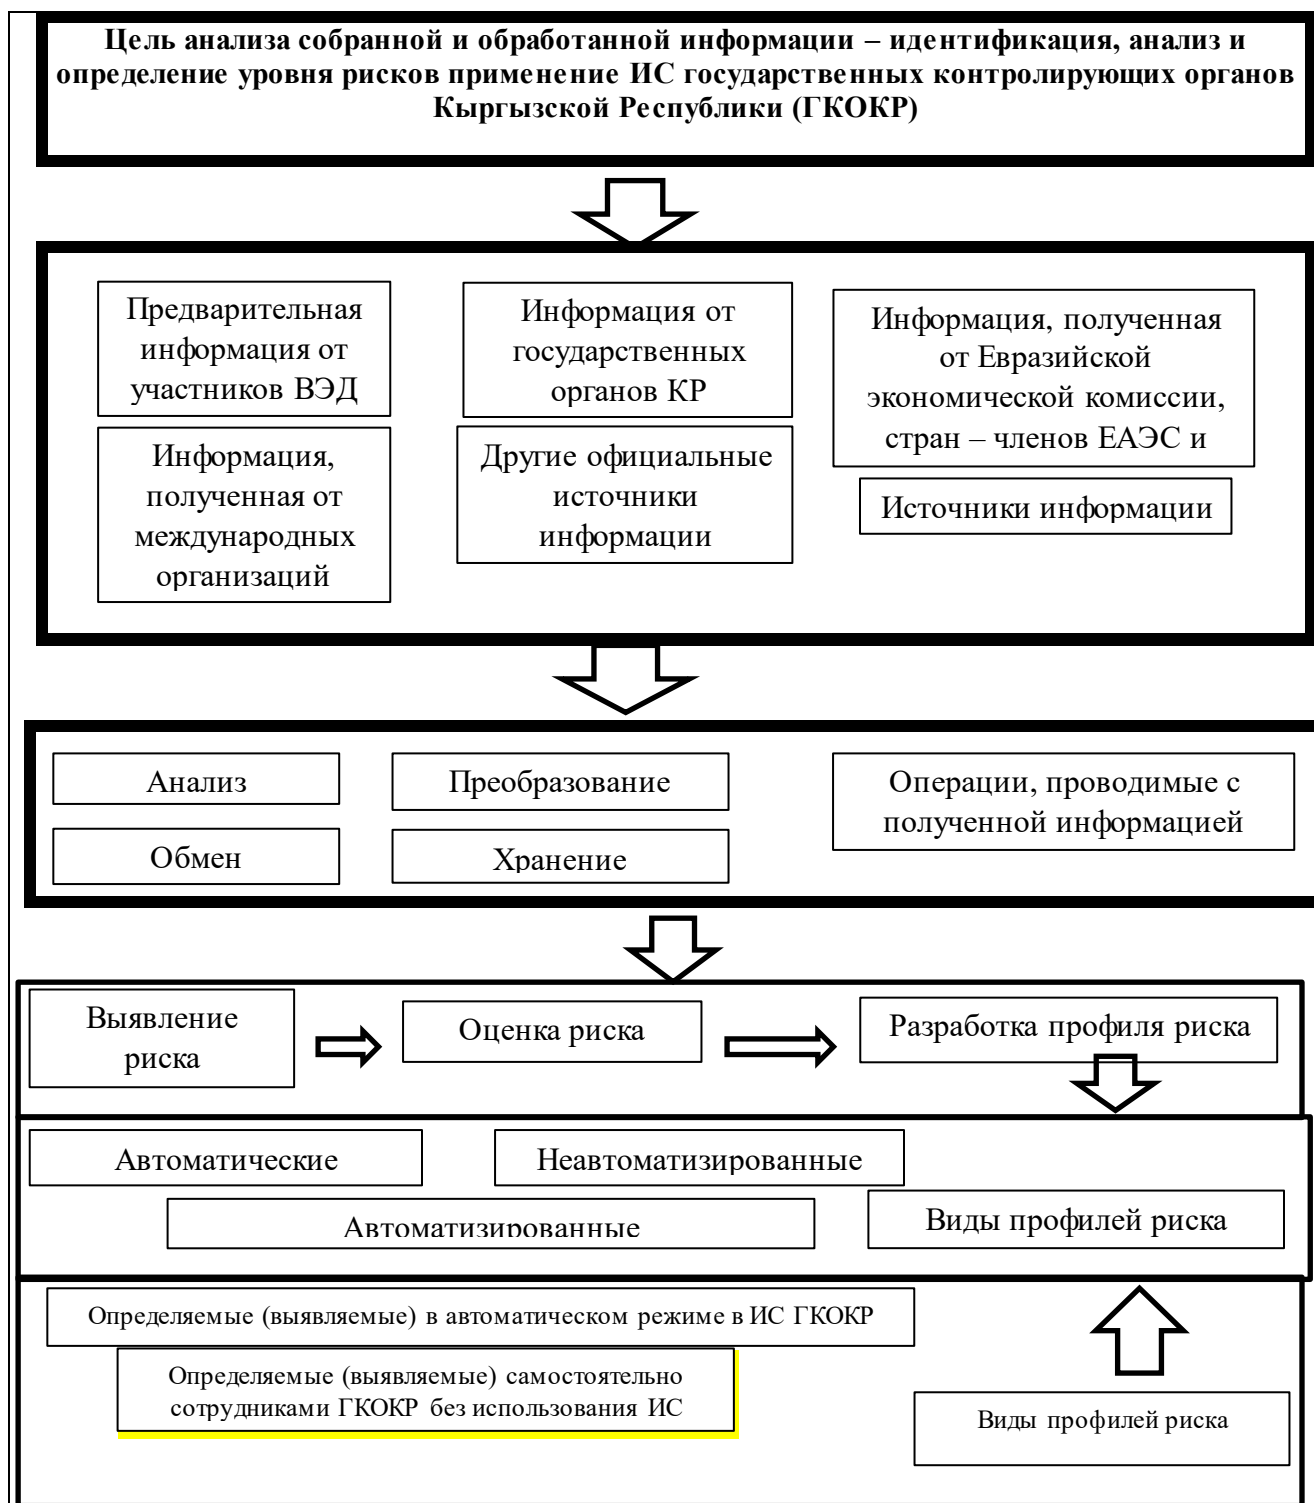 Цель анализа собранной и обработанной информации – идентификация, анализ и
определение уровня рисков применение ИС государственных контролирующих органов
Кыргызской Республики (ГКОКР)
Предварительная
информация от
участников ВЭД
Информация от
государственных
органов КР
Информация, полученная
от Евразийской
экономической комиссии,
стран – членов ЕАЭС и
Информация,
полученная от
международных
организаций
Другие официальные
источники
информации
Источники информации
Анализ
Преобразование
Операции, проводимые с
полученной информацией
Обмен
Хранение
Выявление
риска
Оценка риска
Разработка профиля риска
Автоматические
Неавтоматизированные
Автоматизированные
Виды профилей риска
Определяемые (выявляемые) в автоматическом режиме в ИС ГКОКР
Определяемые (выявляемые) самостоятельно
сотрудниками ГКОКР без использования ИС
Виды профилей риска